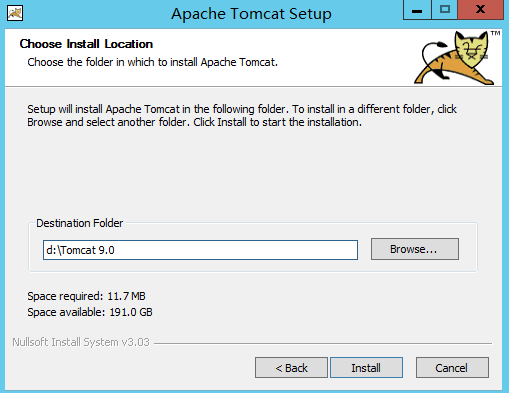 Apache Tomcat Setup
Choose Install Location
Choose the folder in which to install Apache Tomcat.
TM
Setup will install Apache Tomcat in the following folder. To install in a different folder, click
Browse and select another folder. Click Install to start the installation.
Destination Folder
d:\Tomcat 9.0
Browse...
Space required: 11.7 MB
Space available: 191.0 GB
Nullsoft Install System v3.03
< Back
Install
Cancel